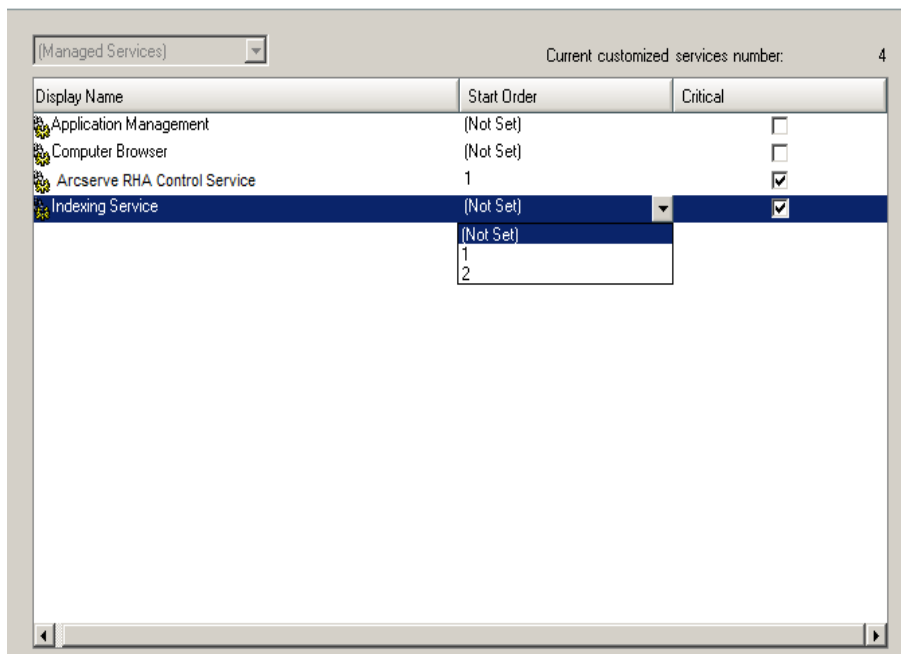 (Managed Services) Current customized services number: 4
Display Name Start Order Critical
Application Management (Not Set)
Computer Browser (Not Set)
Arcserve RHA Control Service 1
Indexing Service (Not Set)
(Not Set)
1
2